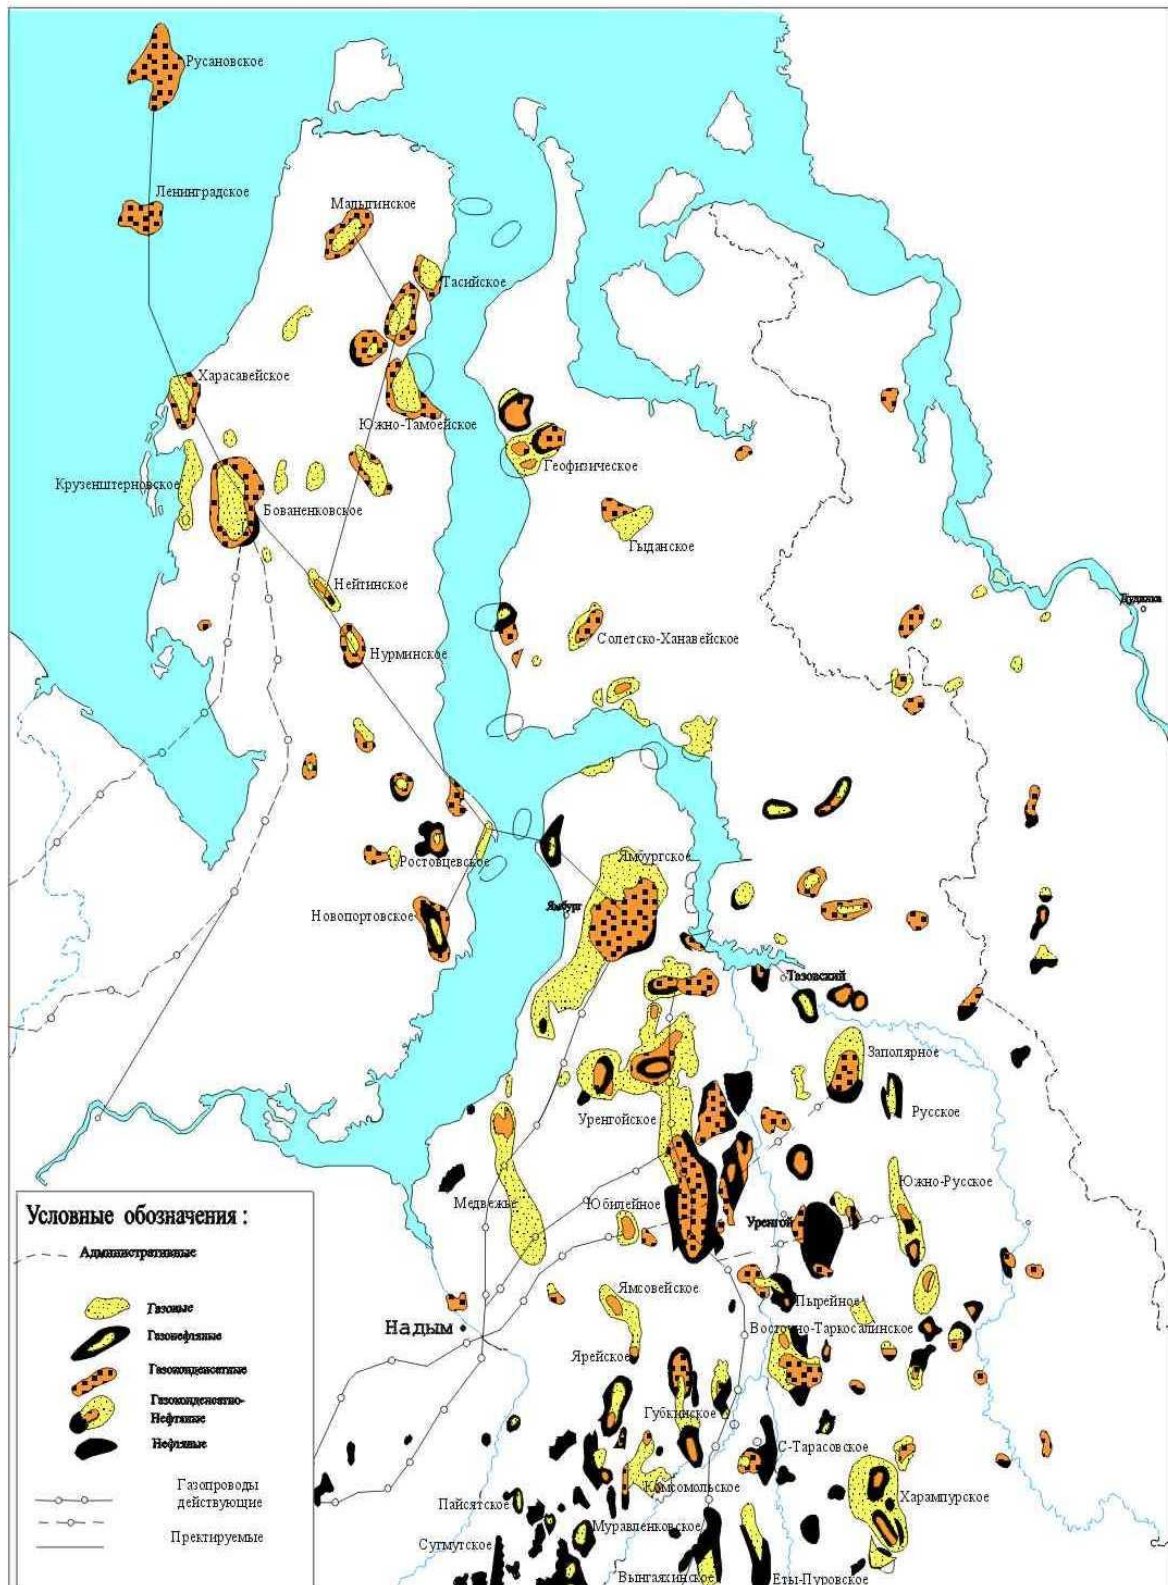 Русановское
Ленинградское
Малыгинское
Тасийское
Харасавейское
Южно-Тамбейское
Крузенштерновское
Геофизическое
Бованенковское
Гыданское
Нейтинское
Дудинка
Солетско-Ханавейское
Нурминское
Ростовцевское
Ямбургское
Новопортовское
Ямбург
Тазовский
Заполярное
Уренгойское
Русское
Медвежье
Юбилейное
Южно-Русское
Уренгой
Условные обозначения :
Административные
Газовые
Газонефтяные
Газоконденсатные
Газоконденсатно-
Нефтяные
Нефтяные
Газопроводы
действующие
Пректируемые
Ямсовейское
Пырейное
Надым
Восточно-Таркосалинское
Ярейское
Губкинское
С-Тарасовское
Комсомольское
Харампурское
Пайсятское
Муравленковское
Сугмутское
Вынгаяхинское
Еты-Пуровское